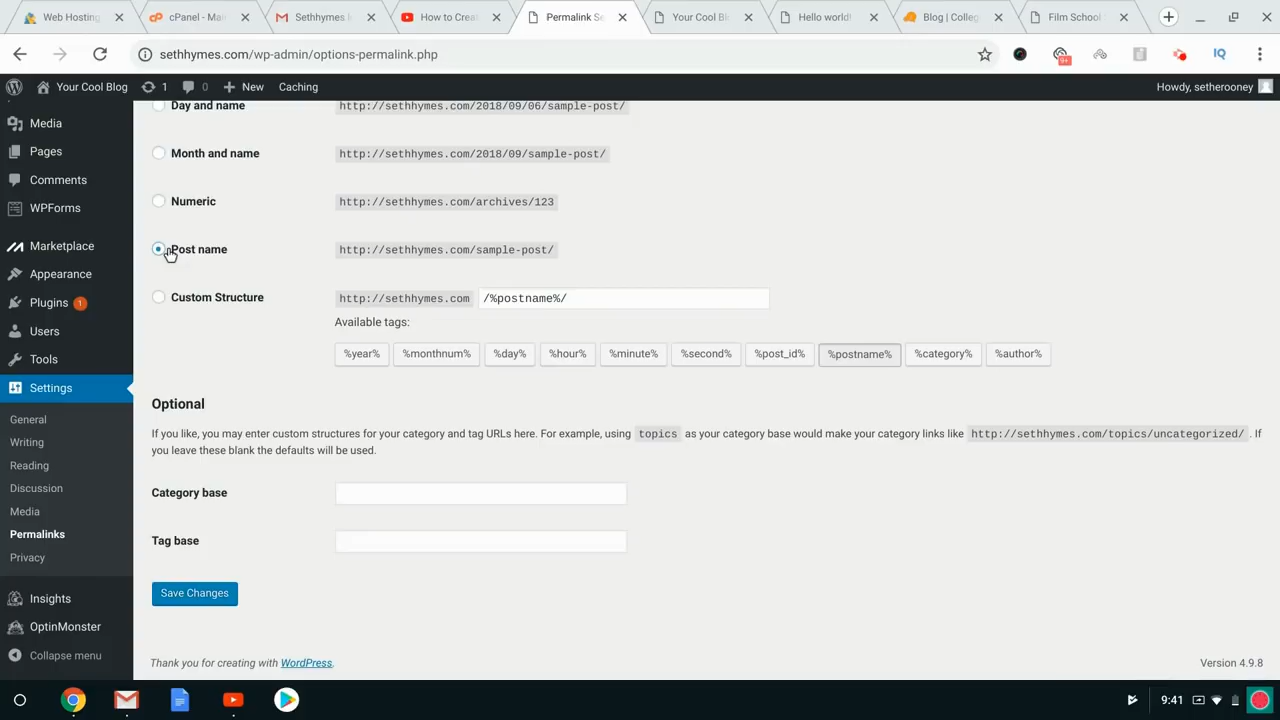 Web Hosting
cPanel - Mai
Sethhymes l
How to Creat
Permalink Se
Your Cool Bl
Hello world!
Blog | Colleg
Film School
sethhymes.com/wp-admin/options-permalink.php
9+
IQ
Your Cool Blog
1
0
New
Caching
Howdy, setherooney
Media
Pages
Comments
WPForms
Marketplace
Appearance
Plugins 1
Users
Tools
Settings
General
Writing
Reading
Discussion
Media
Permalinks
Privacy
Insights
OptinMonster
Collapse menu
Day and name http://sethhymes.com/2018/09/06/sample-post/
Month and name http://sethhymes.com/2018/09/sample-post/
Numeric http://sethhymes.com/archives/123
Post name http://sethhymes.com/sample-post/
Custom Structure http://sethhymes.com /%postname%/
Available tags:
%year% %monthnum% %day% %hour% %minute% %second% %post_id% %postname% %category% %author%
Optional
If you like, you may enter custom structures for your category and tag URLs here. For example, using topics as your category base would make your category links like http://sethhymes.com/topics/uncategorized/ . If
you leave these blank the defaults will be used.
Category base
Tag base
Save Changes
Thank you for creating with WordPress.
Version 4.9.8
9:41